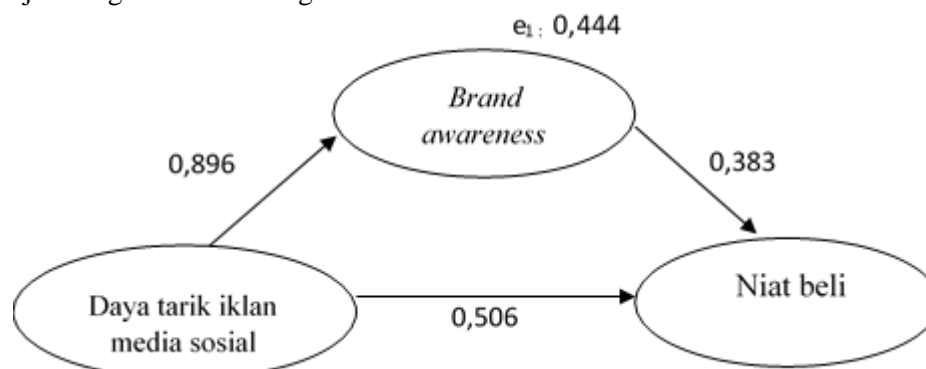 e₁ : 0,444
Brand
awareness
0,896
0,383
Daya tarik iklan
media sosial
0,506
Niat beli